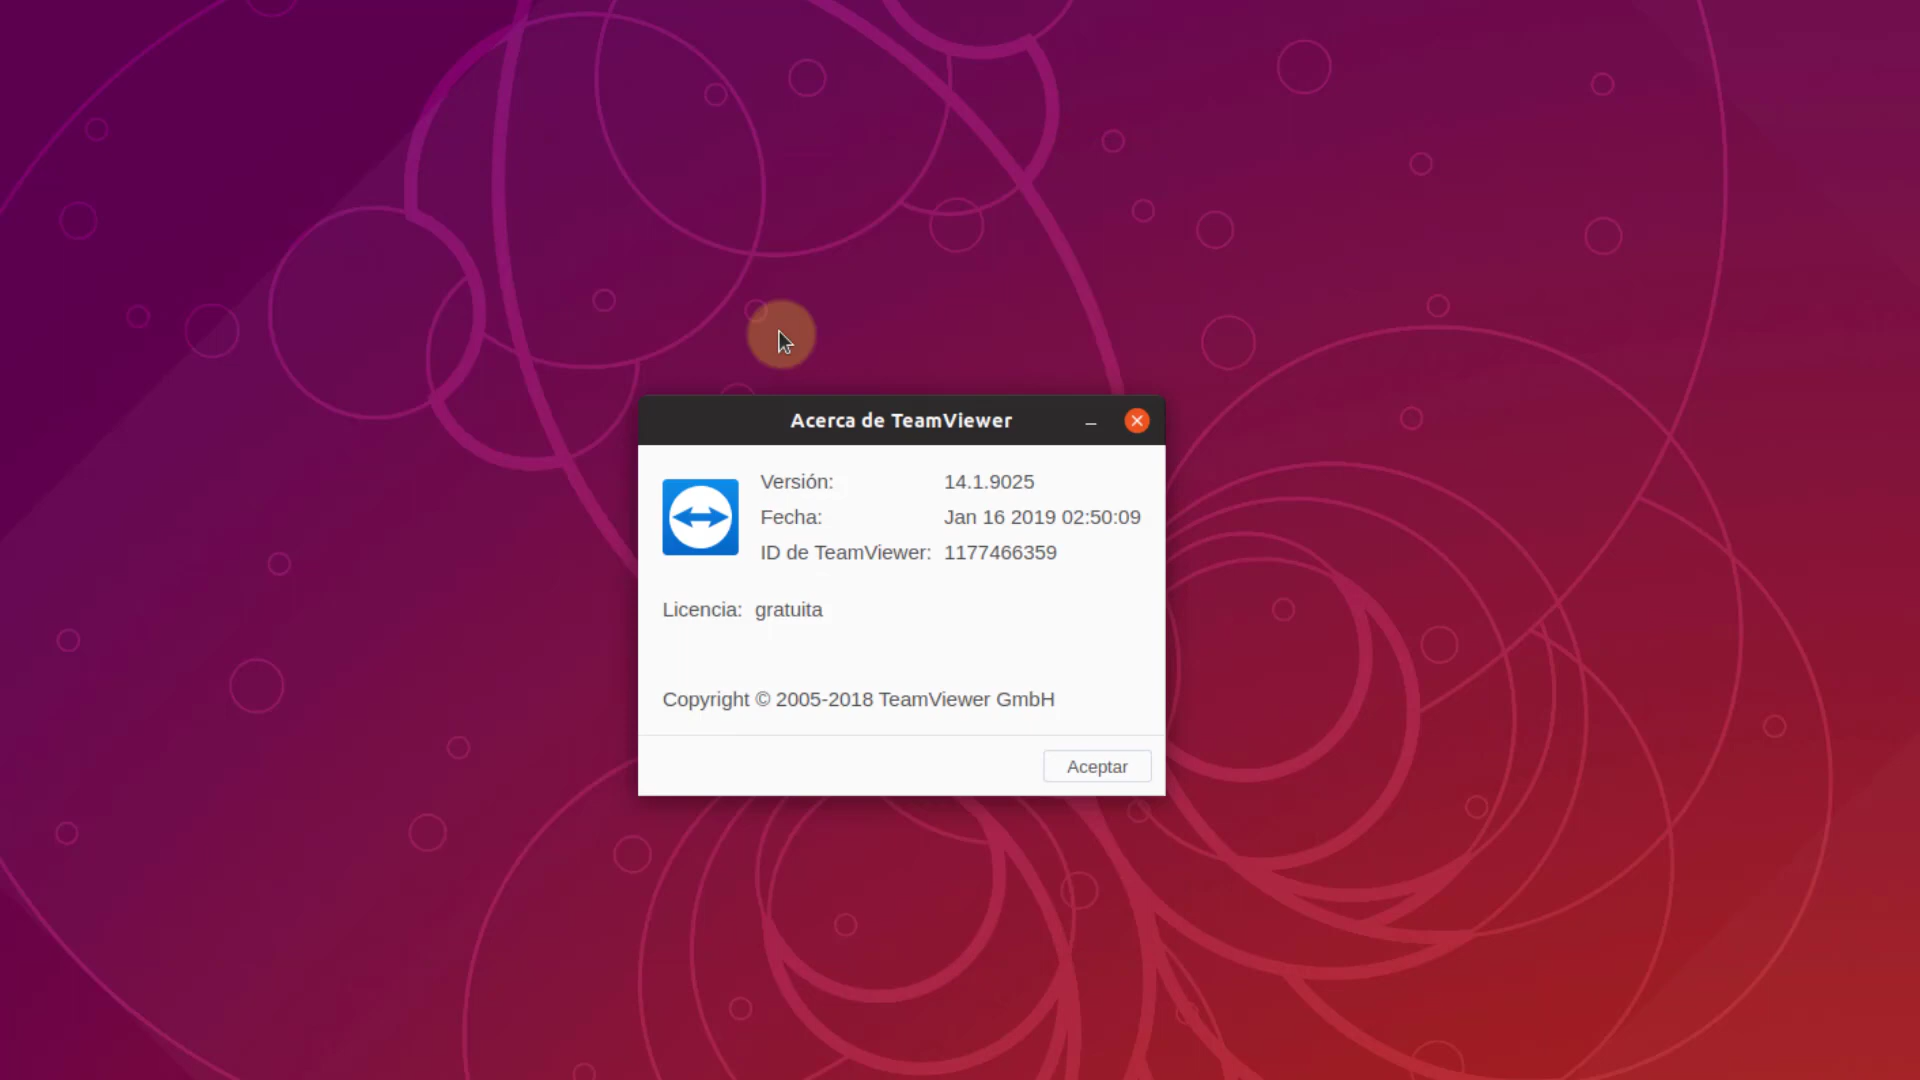 Acerca de TeamViewer
Versión: 14.1.9025
Fecha: Jan 16 2019 02:50:09
ID de TeamViewer: 1177466359
Licencia: gratuita
Copyright © 2005-2018 TeamViewer GmbH
Aceptar